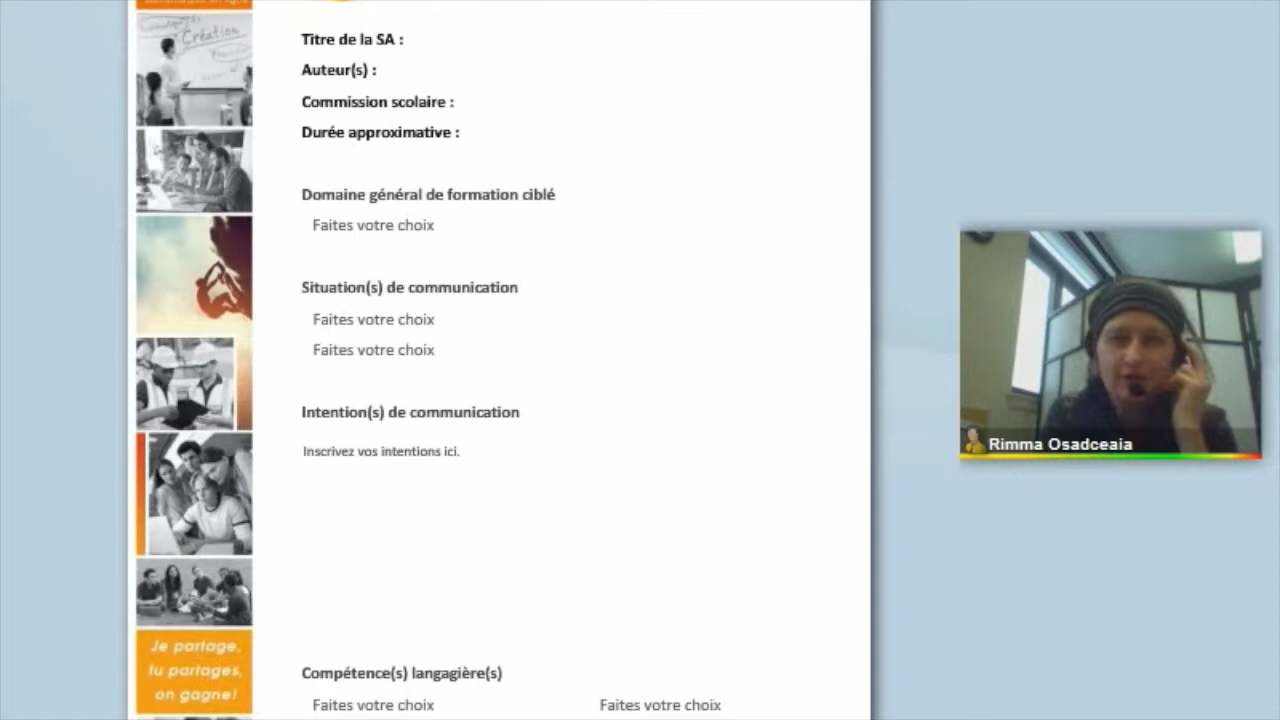 Création
Titre de la SA :
Auteur(s) :
Commission scolaire :
Durée approximative :
Domaine général de formation ciblé
Faites votre choix
Situation(s) de communication
Faites votre choix
Faites votre choix
Intention(s) de communication
Inscrivez vos intentions ici.
Rimma Osadceaia
Je partage,
tu partages,
on gagne!
Compétence(s) langagière(s)
Faites votre choix
Faites votre choix